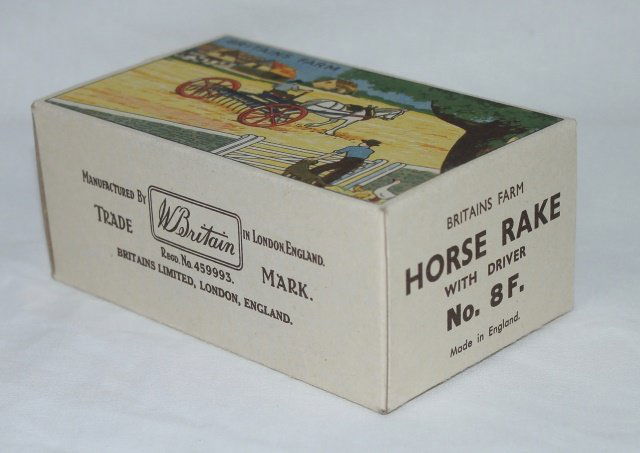 BRITAINS FARM
MANUFACTURED BY
W Britain
IN LONDON, ENGLAND.
TRADE
MARK.
REGD. No. 459993.
BRITAINS LIMITED, LONDON, ENGLAND.
BRITAINS FARM
HORSE RAKE
WITH DRIVER
No. 8F.
Made in England.